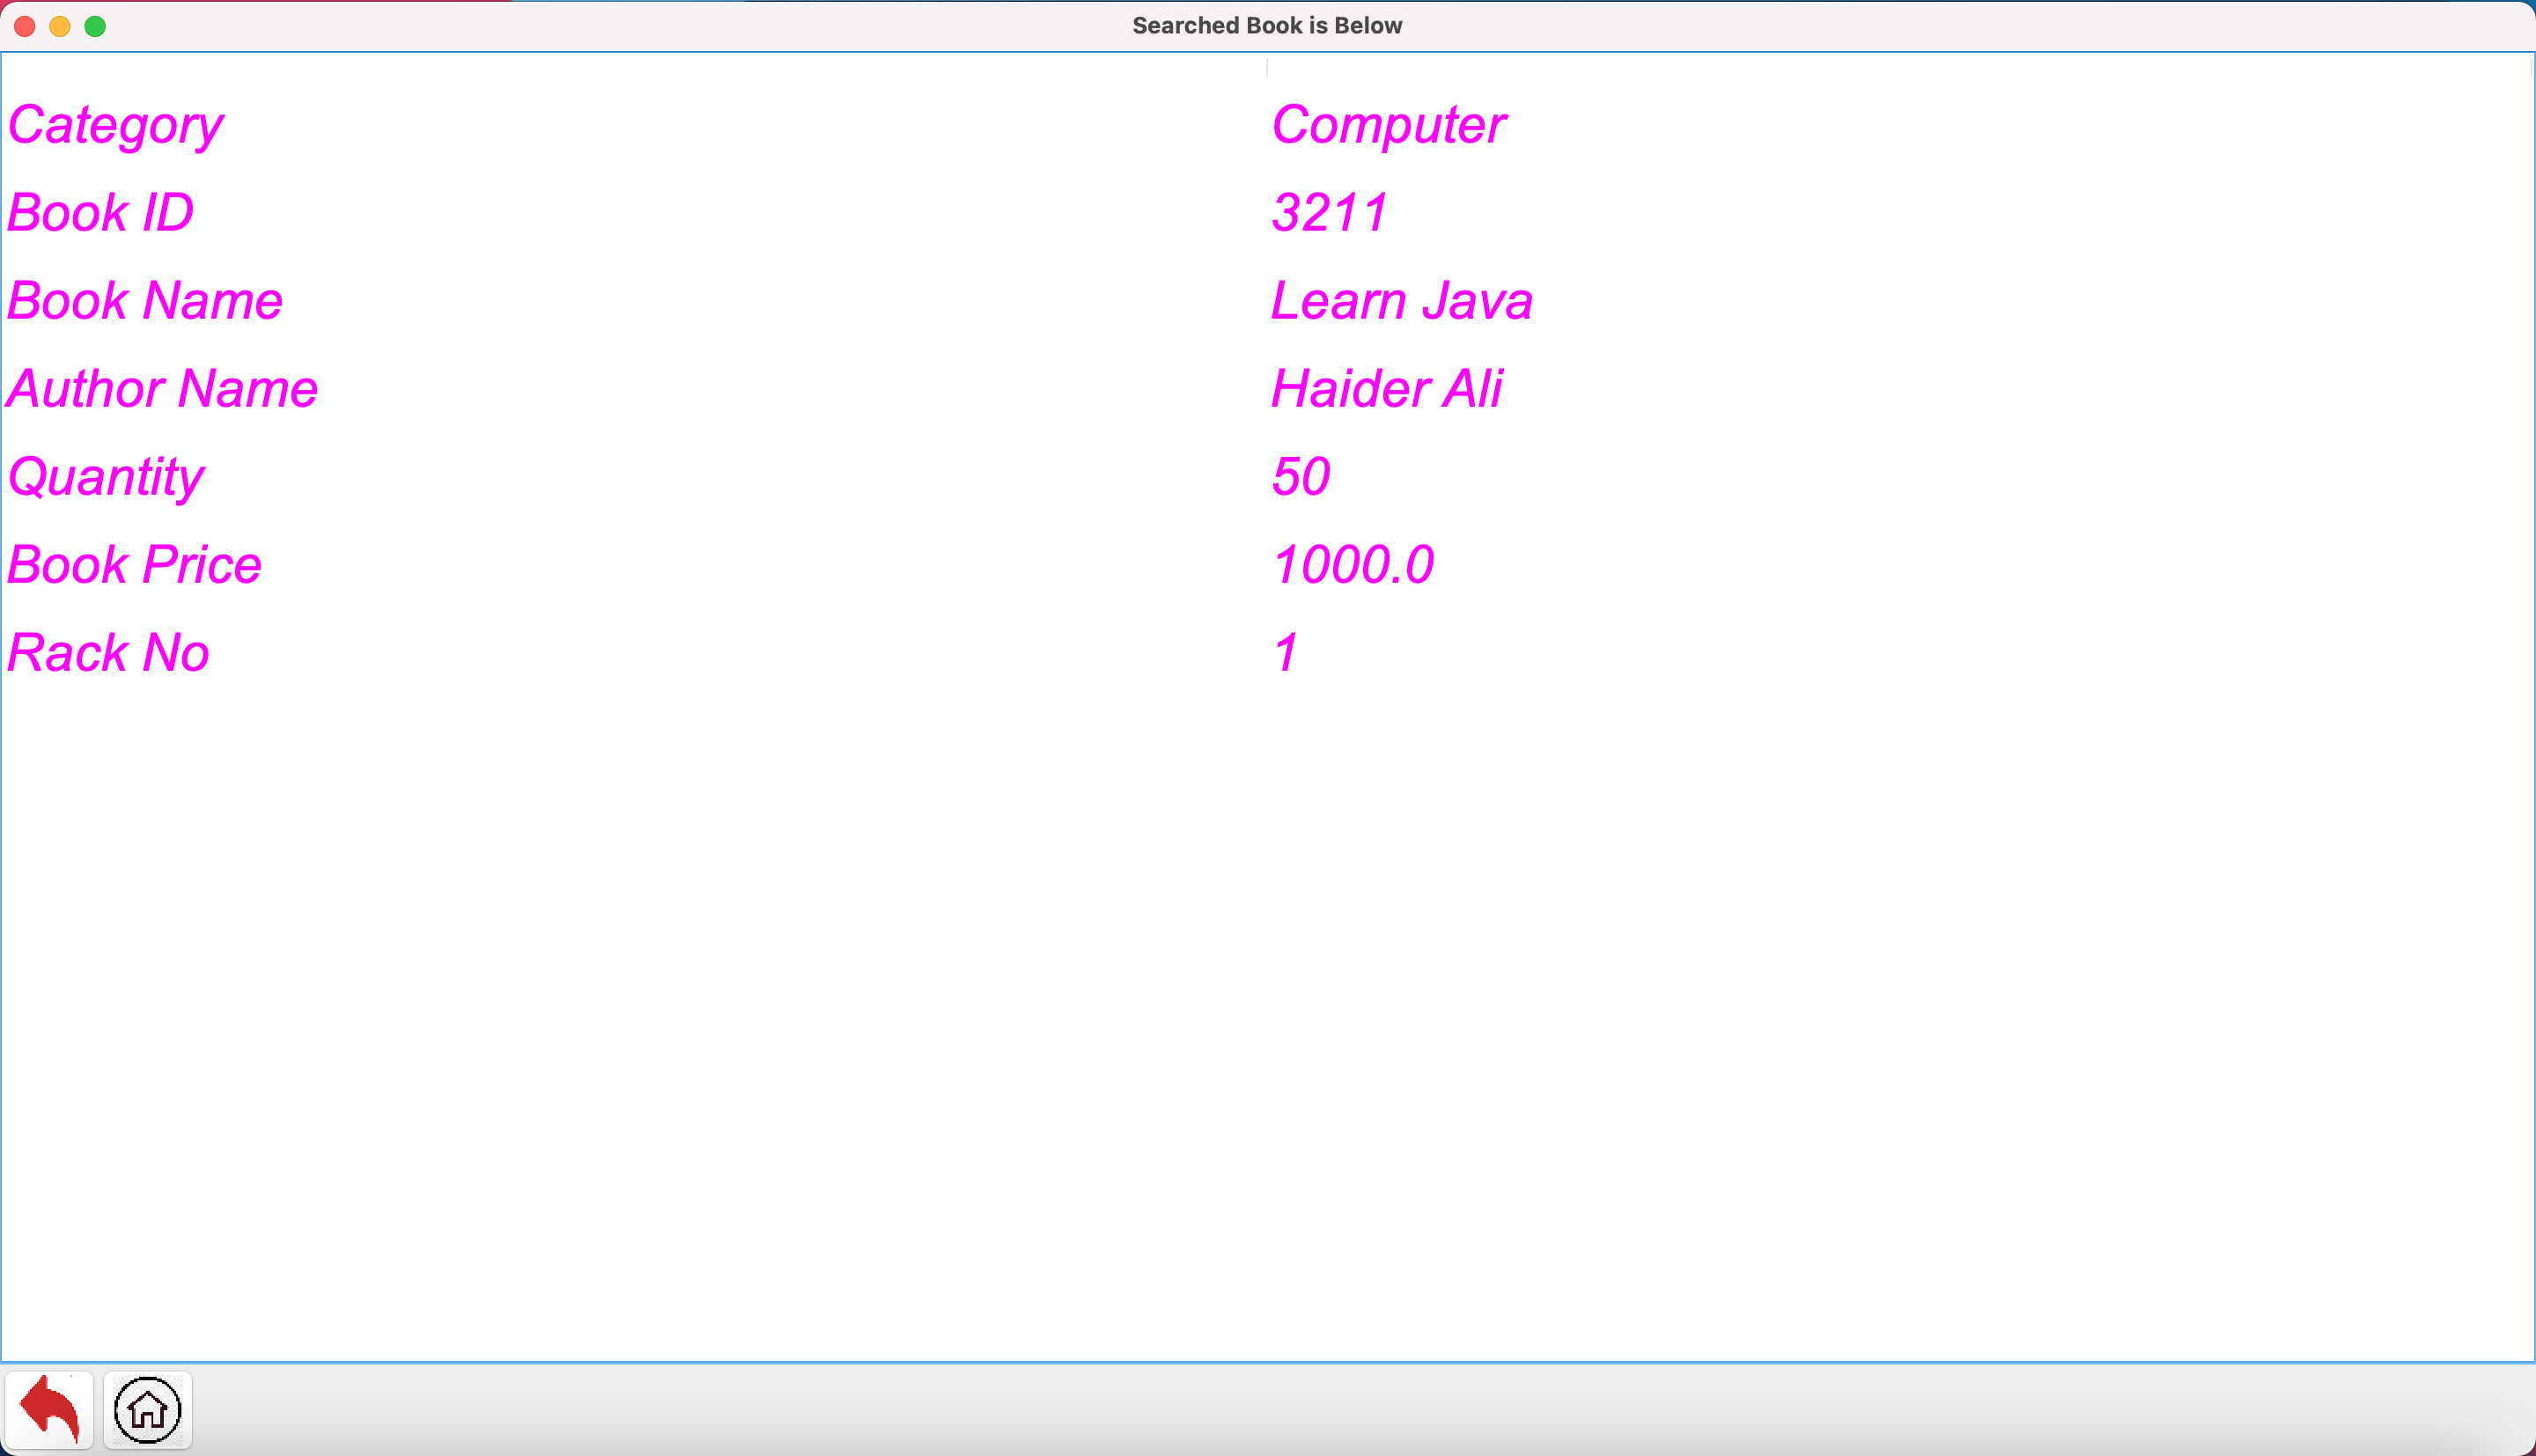 Searched Book is Below
Category Computer
Book ID 3211
Book Name Learn Java
Author Name Haider Ali
Quantity 50
Book Price 1000.0
Rack No 1